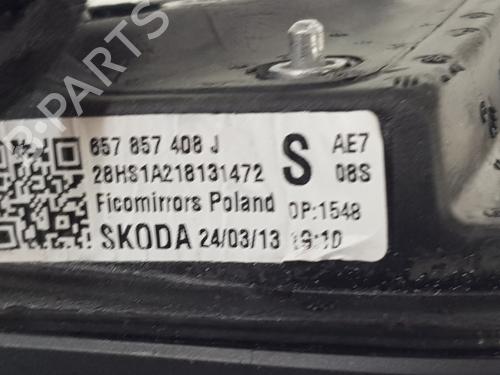 B-PARTS
657 857 408 J
28HS1A218131472
Ficomirrors Poland
SKODA 24/03/13 19:10
S
AE7
08S
OP:1548